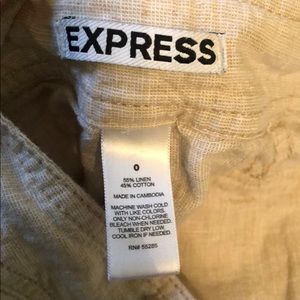 EXPRESS
0
55% LINEN
45% COTTON
MADE IN CAMBODIA
MACHINE WASH COLD
WITH LIKE COLORS.
ONLY NON-CHLORINE
BLEACH WHEN NEEDED.
TUMBLE DRY LOW.
COOL IRON IF NEEDED.
RN# 55285